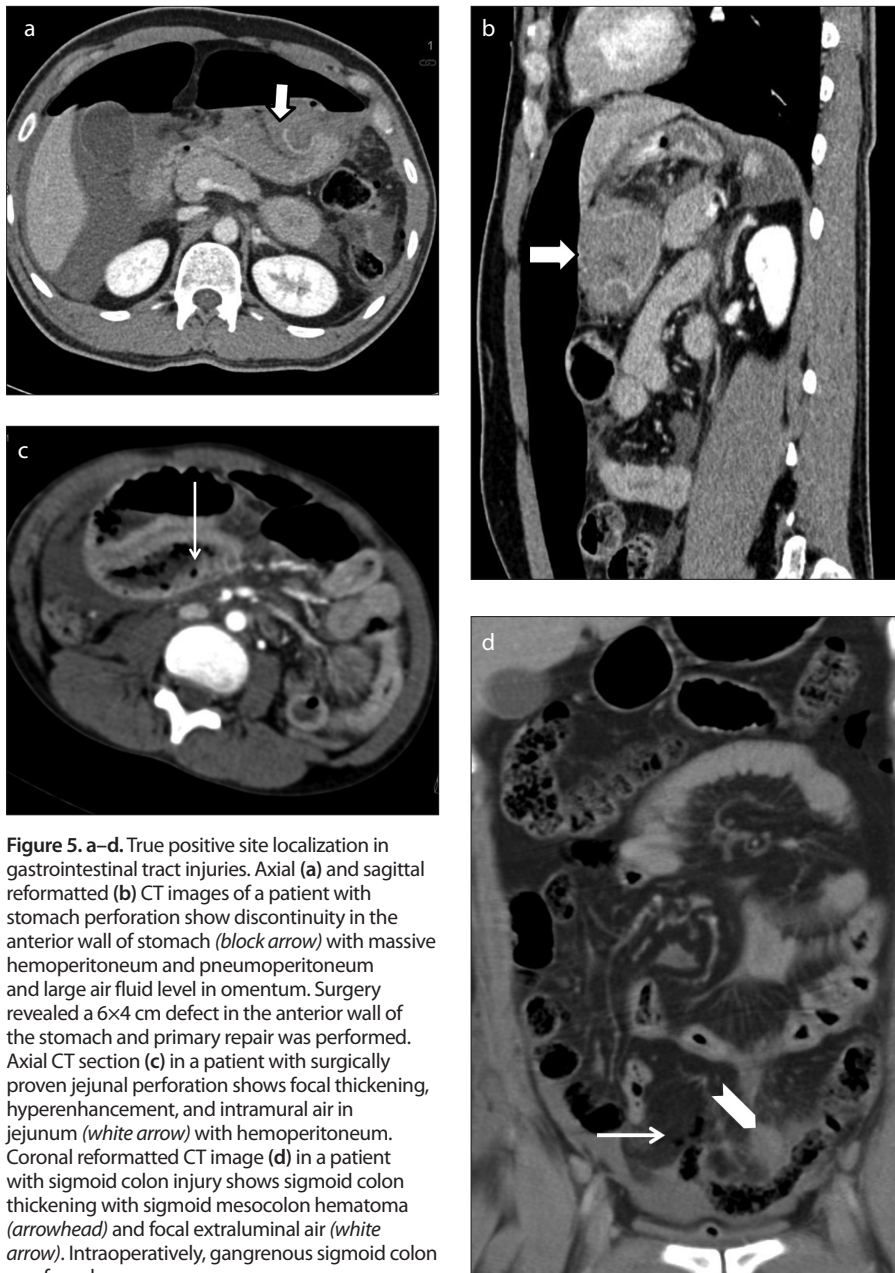 a
1
b
c
d
Figure 5. a–d. True positive site localization in
gastrointestinal tract injuries. Axial (a) and sagittal
reformatted (b) CT images of a patient with
stomach perforation show discontinuity in the
anterior wall of stomach (block arrow) with massive
hemoperitoneum and pneumoperitoneum
and large air fluid level in omentum. Surgery
revealed a 6×4 cm defect in the anterior wall of
the stomach and primary repair was performed.
Axial CT section (c) in a patient with surgically
proven jejunal perforation shows focal thickening,
hyperenhancement, and intramural air in
jejunum (white arrow) with hemoperitoneum.
Coronal reformatted CT image (d) in a patient
with sigmoid colon injury shows sigmoid colon
thickening with sigmoid mesocolon hematoma
(arrowhead) and focal extraluminal air (white
arrow). Intraoperatively, gangrenous sigmoid colon